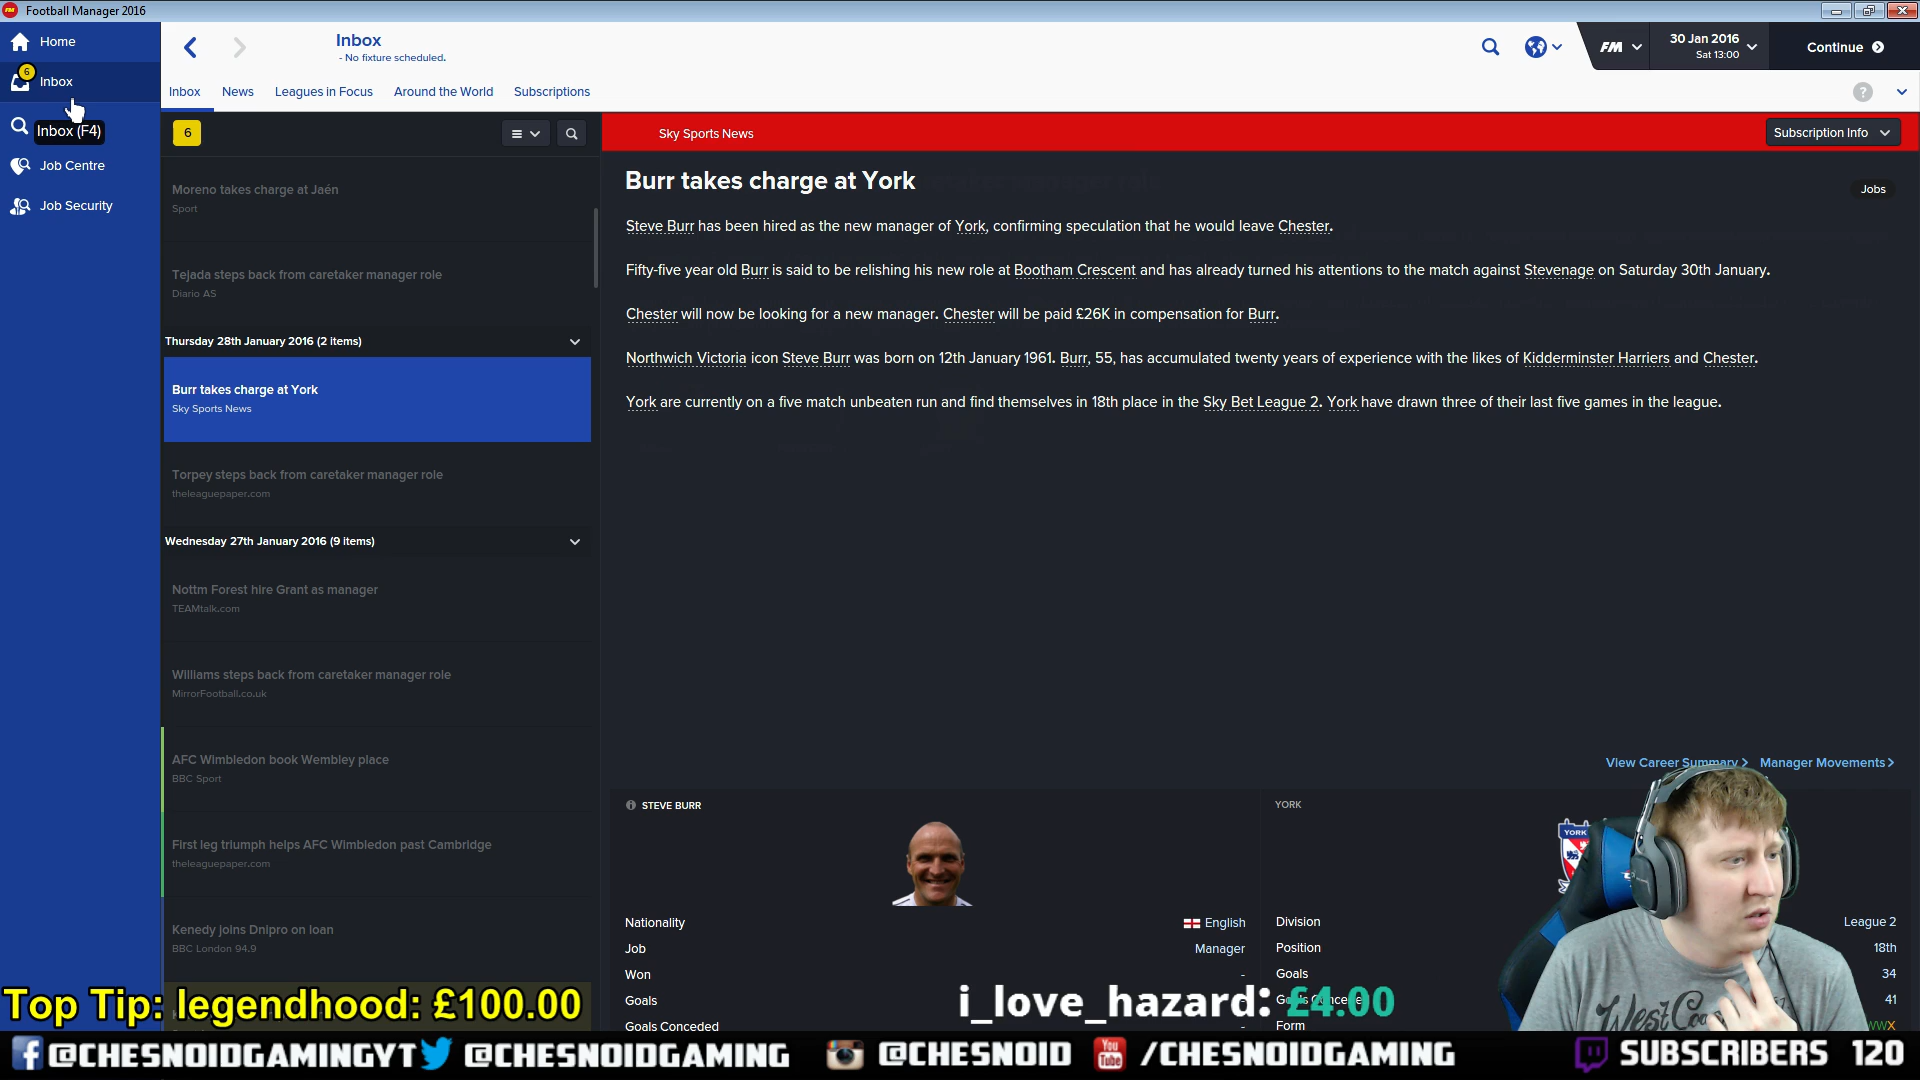 Football Manager 2016
Home
6
Inbox
Inbox (F4)
Job Centre
Job Security
Inbox
- No fixture scheduled.
FM
30 Jan 2016
Sat 13:00
Continue
Inbox News Leagues in Focus Around the World Subscriptions
?
6
Moreno takes charge at Jaén
Sport
Tejada steps back from caretaker manager role
Diario AS
Thursday 28th January 2016 (2 items)
Burr takes charge at York
Sky Sports News
Torpey steps back from caretaker manager role
theleaguepaper.com
Wednesday 27th January 2016 (9 items)
Nottm Forest hire Grant as manager
TEAMtalk.com
Williams steps back from caretaker manager role
MirrorFootball.co.uk
AFC Wimbledon book Wembley place
BBC Sport
First leg triumph helps AFC Wimbledon past Cambridge
theleaguepaper.com
Kenedy joins Dnipro on loan
BBC London 94.9
Sky Sports News
Subscription Info
Burr takes charge at York
Jobs
Steve Burr has been hired as the new manager of York, confirming speculation that he would leave Chester.
Fifty-five year old Burr is said to be relishing his new role at Bootham Crescent and has already turned his attentions to the match against Stevenage on Saturday 30th January.
Chester will now be looking for a new manager. Chester will be paid £26K in compensation for Burr.
Northwich Victoria icon Steve Burr was born on 12th January 1961. Burr, 55, has accumulated twenty years of experience with the likes of Kidderminster Harriers and Chester.
York are currently on a five match unbeaten run and find themselves in 18th place in the Sky Bet League 2. York have drawn three of their last five games in the league.
View Career Summary Manager Movements
STEVE BURR
Nationality English
Job Manager
Won -
Goals
Goals Conceded -
YORK
YORK
Division League 2
Position 18th
Goals 34
Goals Conceded 41
Form WWX
Top Tip: legendhood: £100.00
i_love_hazard: £4.00
@CHESNOIDGAMINGYT @CHESNOIDGAMING @CHESNOID You Tube /CHESNOIDGAMING SUBSCRIBERS 120